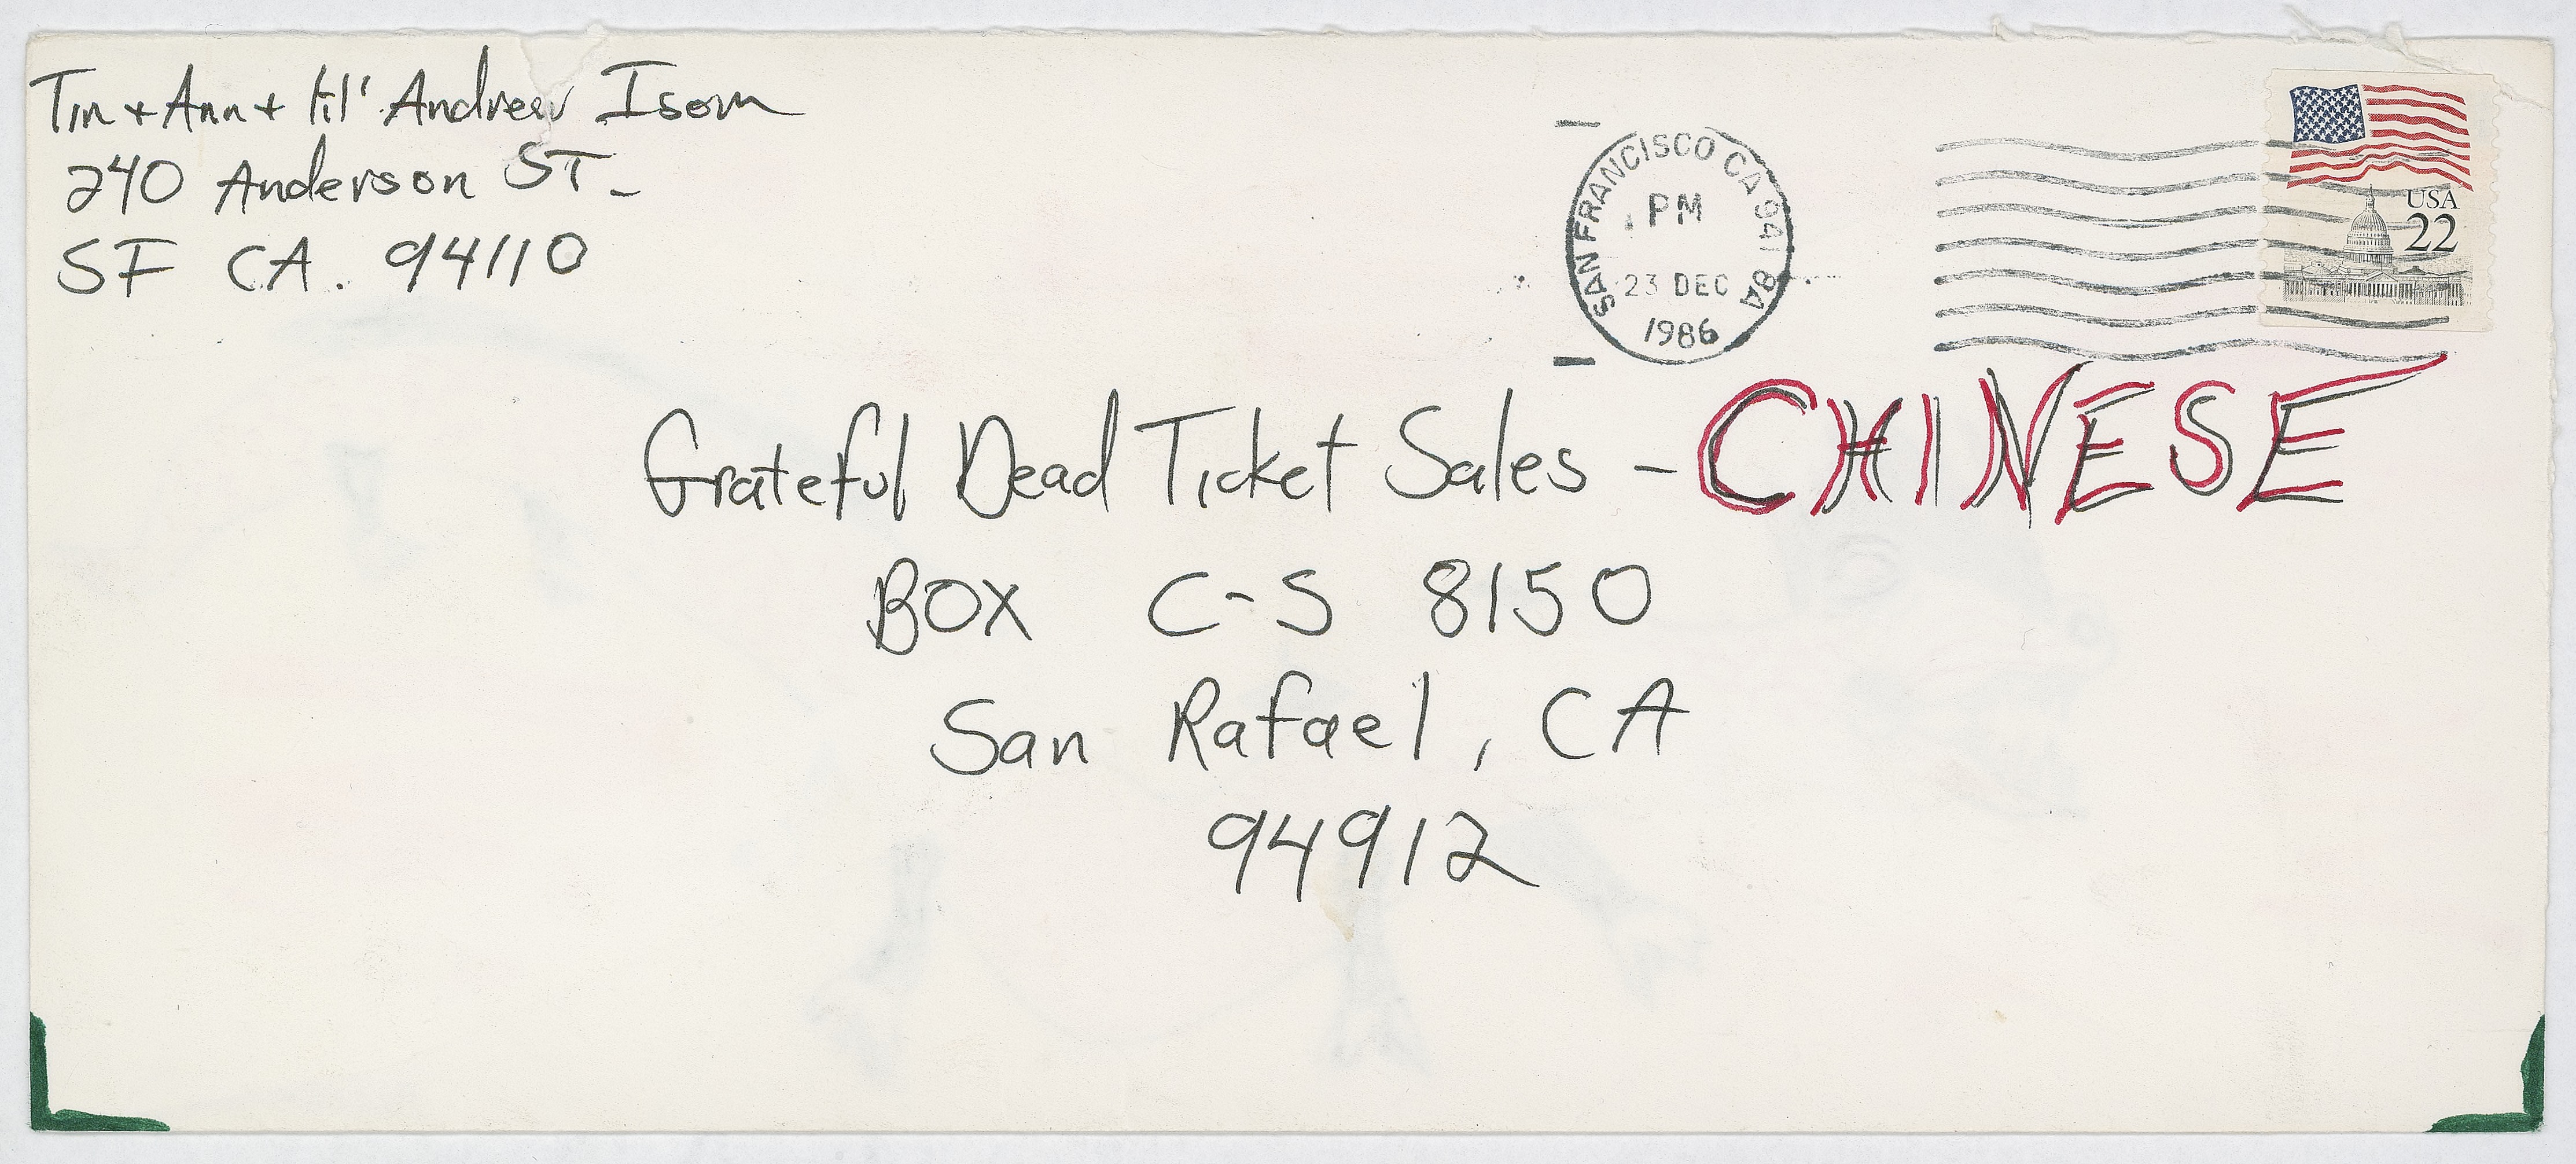 Tim + Ann + lil' Andrew Isom
240 Anderson ST.
SF CA. 94110
SAN FRANCISCO CA 941 8A
PM
23 DEC
1986
USA
22
Grateful Dead Ticket Sales - CHINESE
BOX C-S 8150
San Rafael, CA
94912